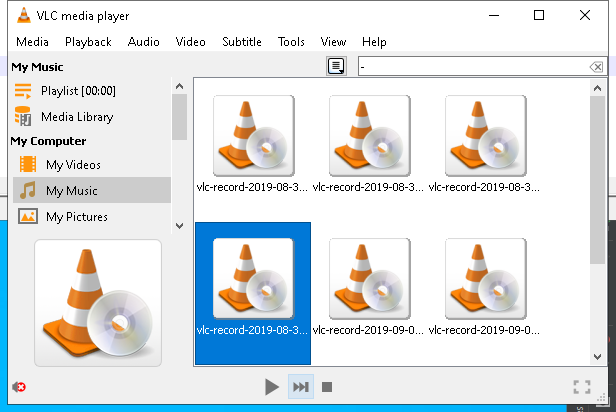 VLC media player
Media Playback Audio Video Subtitle Tools View Help
My Music
-
Playlist [00:00]
Media Library
My Computer
My Videos
My Music
My Pictures
vlc-record-2019-08-3... vlc-record-2019-08-3... vlc-record-2019-08-3...
vlc-record-2019-08-3... vlc-record-2019-09-0... vlc-record-2019-09-0...